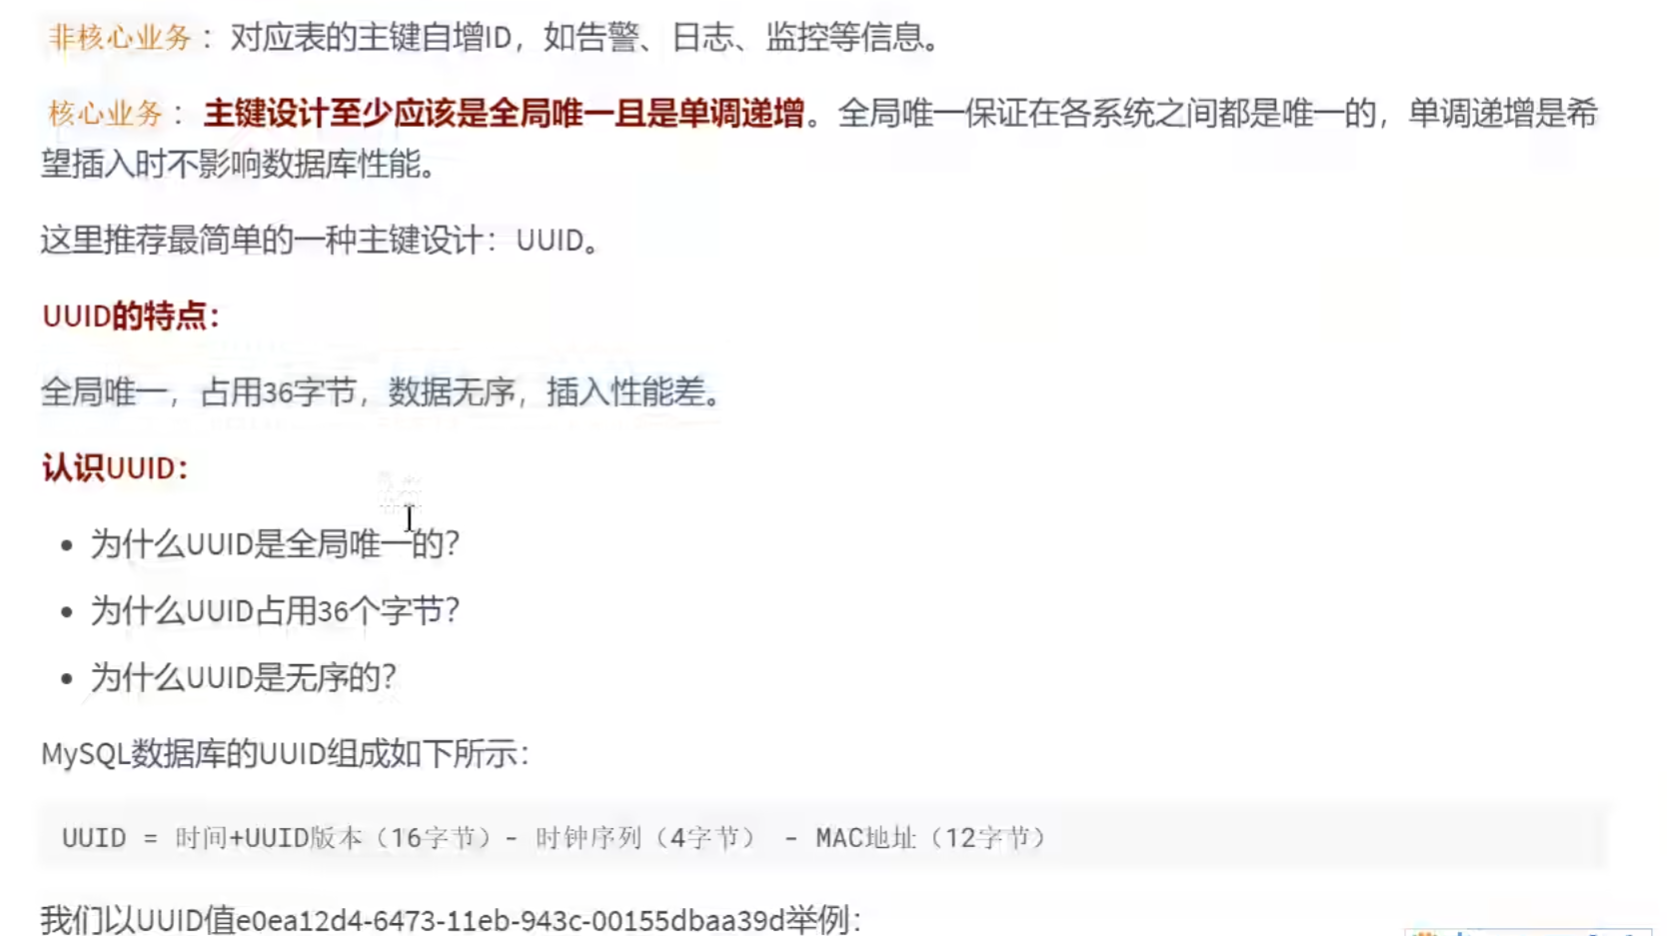 非核心业务：对应表的主键自增ID，如告警、日志、监控等信息。
核心业务：主键设计至少应该是全局唯一且是单调递增。全局唯一保证在各系统之间都是唯一的，单调递增是希
望插入时不影响数据库性能。
这里推荐最简单的一种主键设计：UUID。
UUID的特点：
全局唯一，占用36字节，数据无序，插入性能差。
认识UUID：
• 为什么UUID是全局唯一的？
• 为什么UUID占用36个字节？
• 为什么UUID是无序的？
MySQL数据库的UUID组成如下所示：
UUID = 时间+UUID版本（16字节）- 时钟序列（4字节） - MAC地址（12字节）
我们以UUID值e0ea12d4-6473-11eb-943c-00155dbaa39d举例：